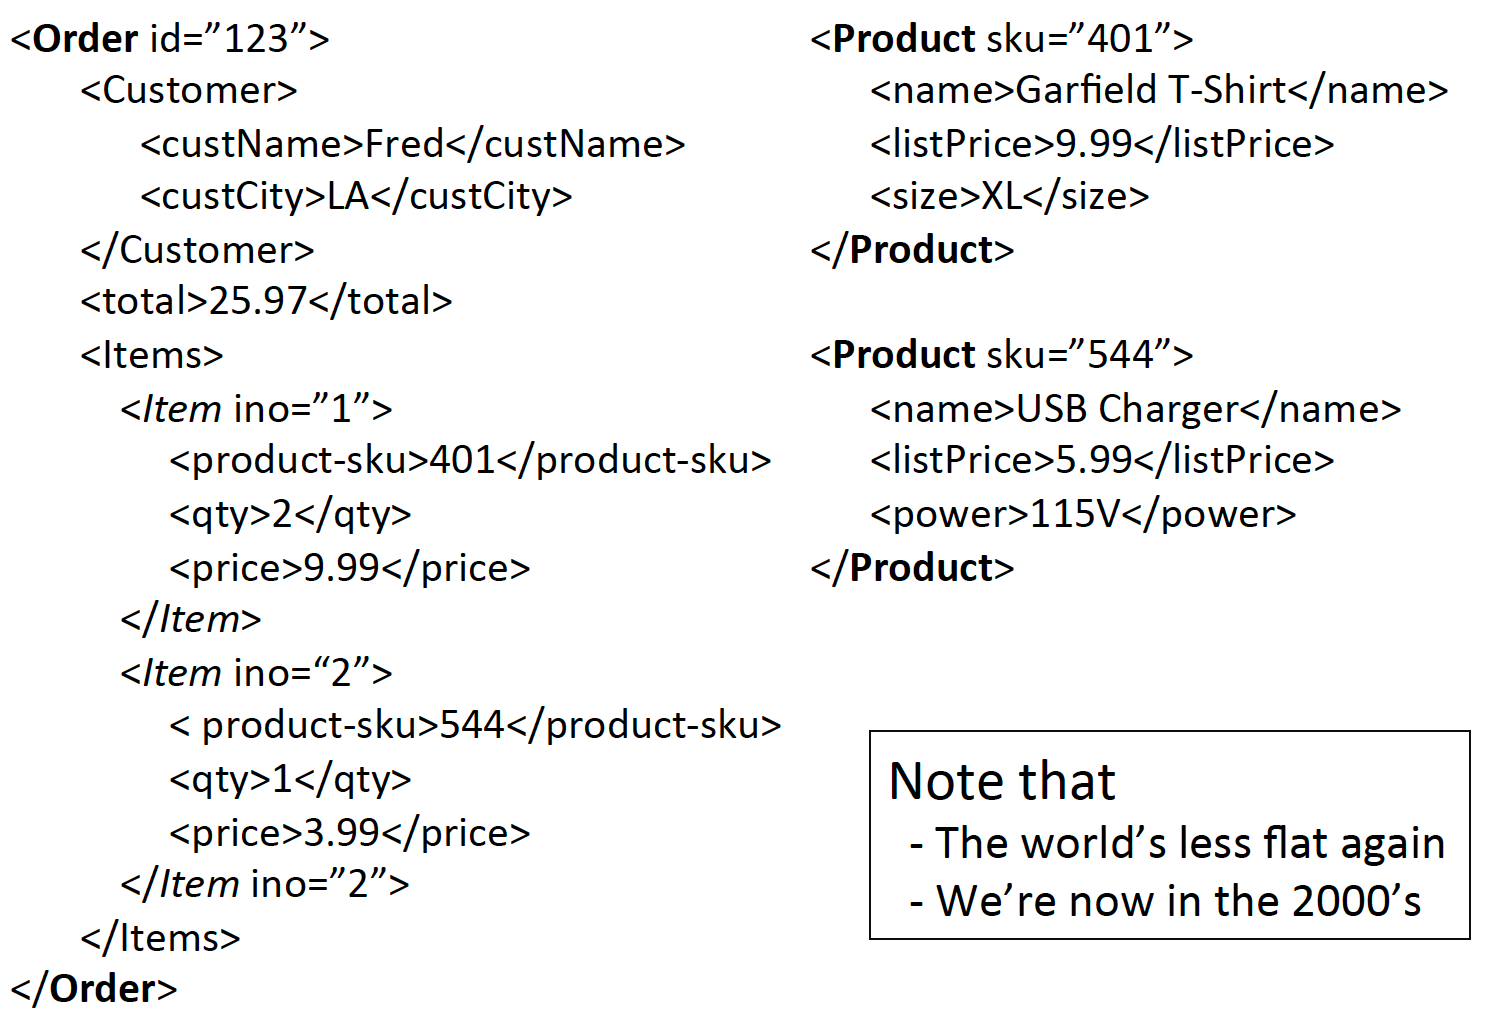 <Order id=”123”>
<Customer>
<custName>Fred</custName>
<custCity>LA</custCity>
</Customer>
<total>25.97</total>
<Items>
<Item ino=”1”>
<product-sku>401</product-sku>
<qty>2</qty>
<price>9.99</price>
</Item>
<Item ino=“2”>
< product-sku>544</product-sku>
<qty>1</qty>
<price>3.99</price>
</Item ino=”2”>
</Items>
</Order>
<Product sku=”401”>
<name>Garfield T-Shirt</name>
<listPrice>9.99</listPrice>
<size>XL</size>
</Product>
<Product sku=”544”>
<name>USB Charger</name>
<listPrice>5.99</listPrice>
<power>115V</power>
</Product>
Note that
- The world’s less flat again
- We’re now in the 2000’s